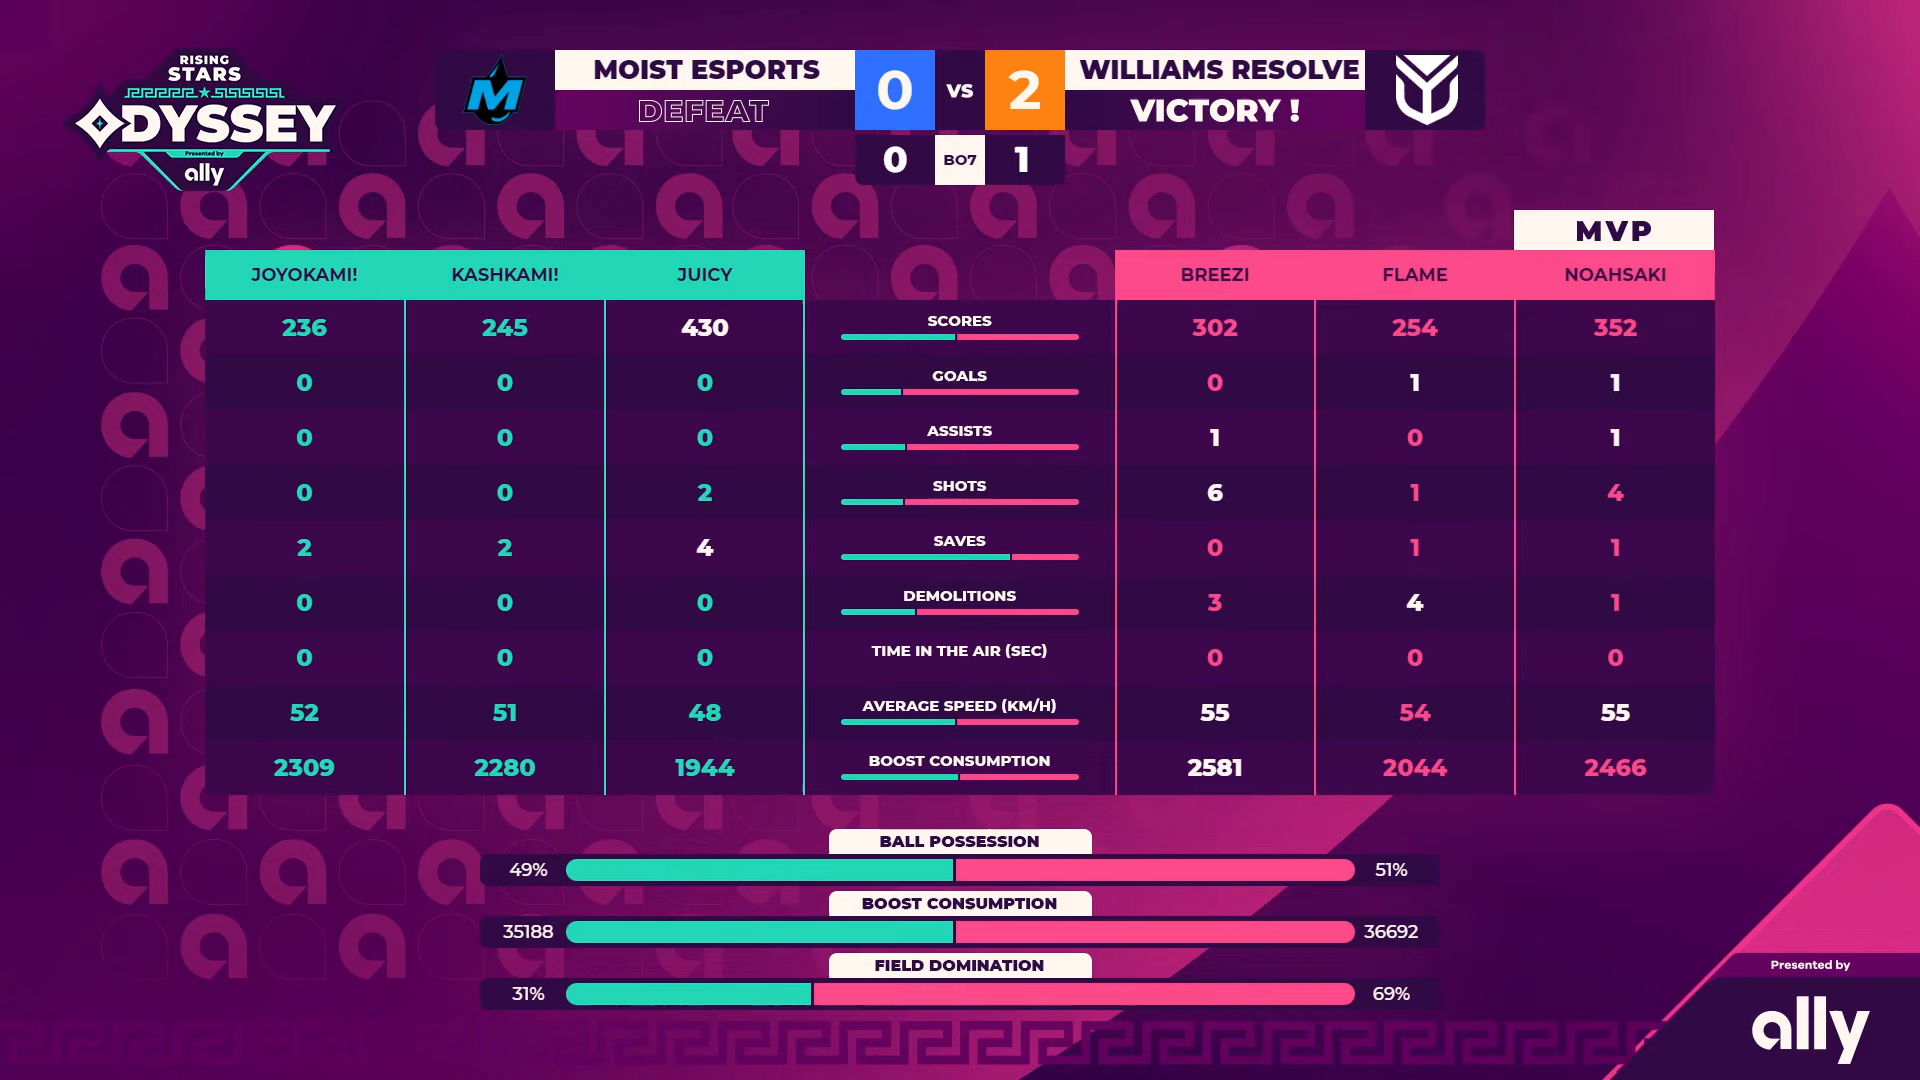 RISING
STARS
ODYSSEY
Presented by
ally
MOIST ESPORTS
DEFEAT
0
VS
2
WILLIAMS RESOLVE
VICTORY !
0 BO7 1
MVP
JOYOKAMI! KASHKAMI! JUICY BREEZI FLAME NOAHSAKI
236 245 430 SCORES 302 254 352
0 0 0 GOALS 0 1 1
0 0 0 ASSISTS 1 0 1
0 0 2 SHOTS 6 1 4
2 2 4 SAVES 0 1 1
0 0 0 DEMOLITIONS 3 4 1
0 0 0 TIME IN THE AIR (SEC) 0 0 0
52 51 48 AVERAGE SPEED (KM/H) 55 54 55
2309 2280 1944 BOOST CONSUMPTION 2581 2044 2466
BALL POSSESSION
49% 51%
BOOST CONSUMPTION
35188 36692
FIELD DOMINATION
31% 69%
Presented by
ally